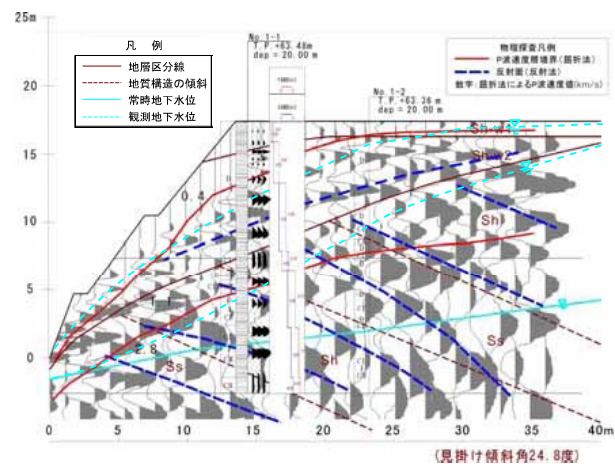 25m
20
15
10
5
0
凡 例
地層区分線
地質構造の傾斜
常時地下水位
観測地下水位
No.1-1
T.P.+63.48m
dep = 20.00 m
No.1-2
T.P.+63.36 m
dep = 20.00 m
物理探査凡例
P波速度層境界(屈折法)
反射面(反射法)
数字:屈折法によるP波速度値(km/s)
Sh-w1
Sh-w2
0.4
Sh
2.8
Ss
Sh
Ss
0 5 10 15 20 25 30 35 40m
(見掛け傾斜角24.8度)